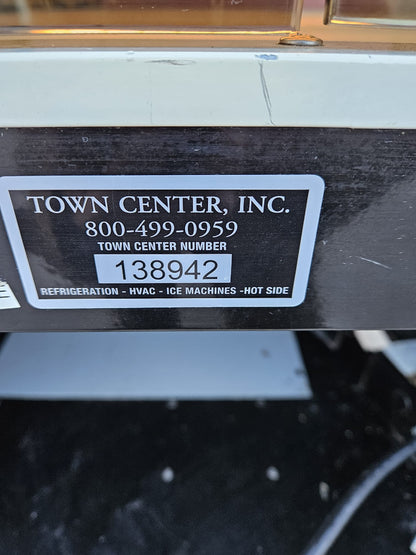 TOWN CENTER, INC.
800-499-0959
TOWN CENTER NUMBER
138942
REFRIGERATION - HVAC - ICE MACHINES -HOT SIDE